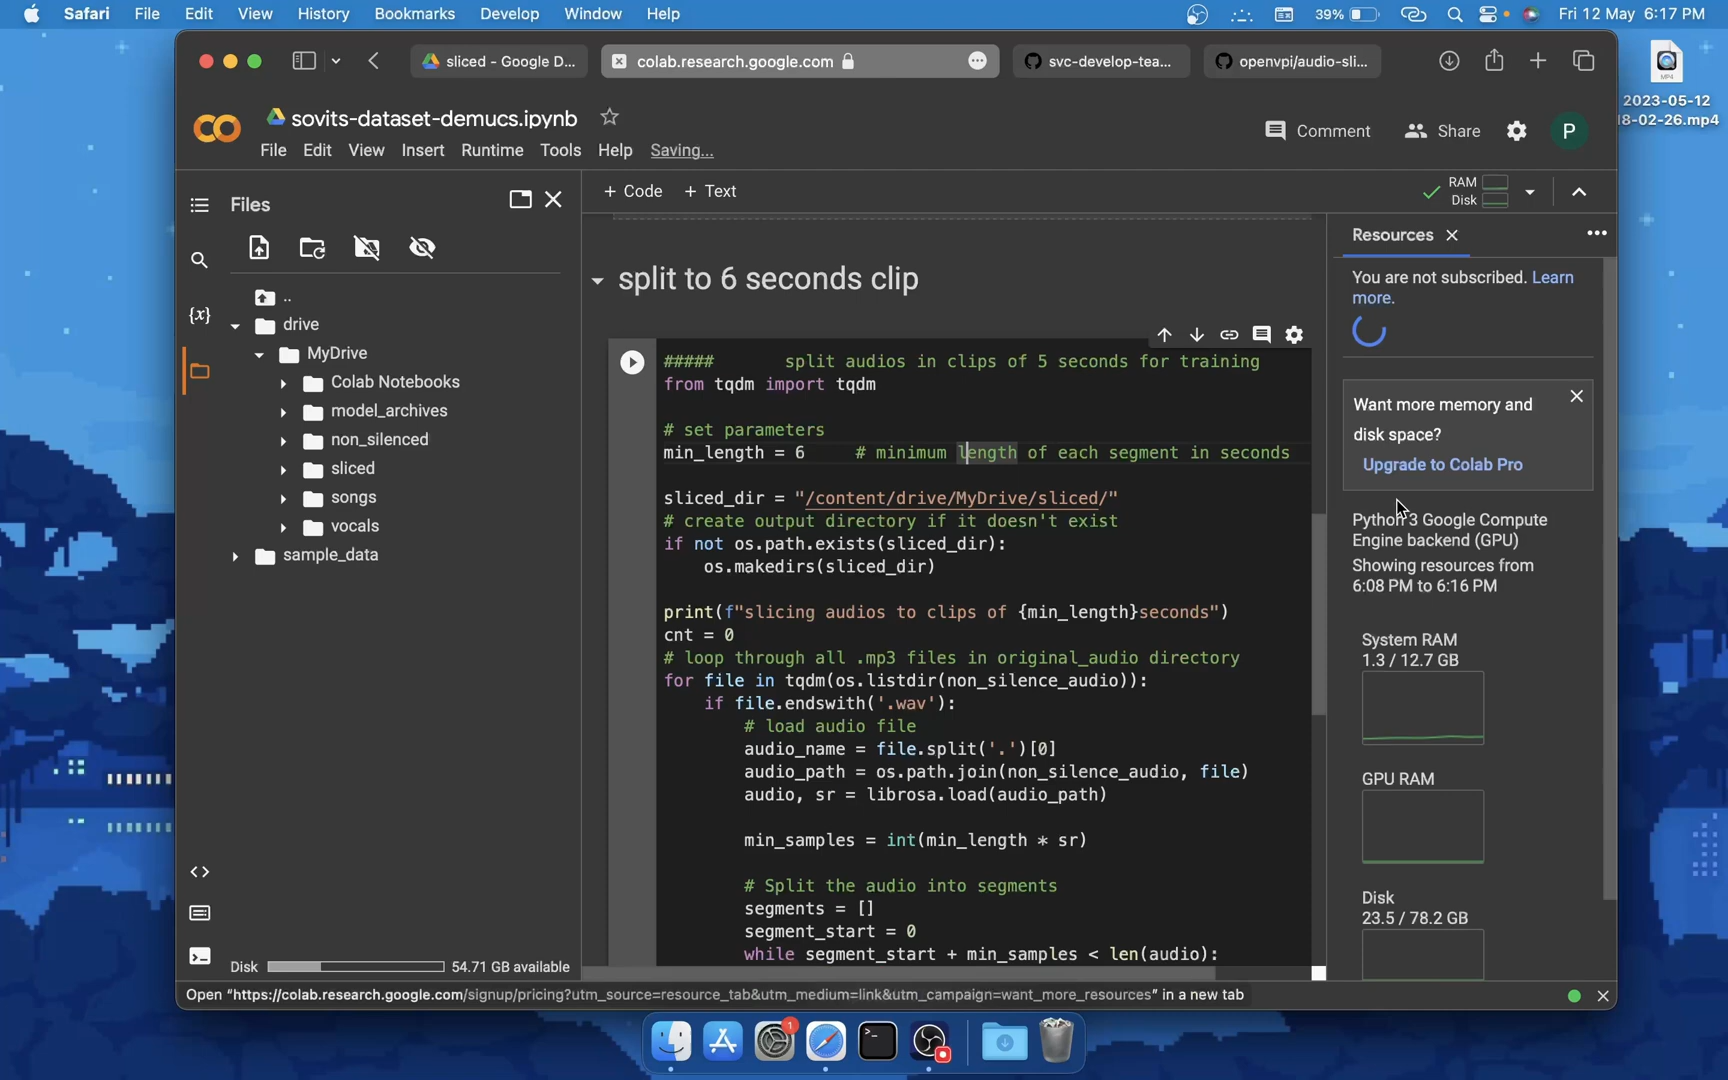 Safari File Edit View History Bookmarks Develop Window Help 39% Fri 12 May 6:17 PM
MP4
2023-05-12
18-02-26.mp4
sliced - Google D... colab.research.google.com svc-develop-tea... openvpi/audio-sli...
sovits-dataset-demucs.ipynb
File Edit View Insert Runtime Tools Help Saving...
Comment Share P
Files
+ Code + Text
RAM
Disk
Resources
{x}
..
drive
MyDrive
Colab Notebooks
model_archives
non_silenced
sliced
songs
vocals
sample_data
Disk 54.71 GB available
split to 6 seconds clip
##### split audios in clips of 5 seconds for training
from tqdm import tqdm
# set parameters
min_length = 6 # minimum length of each segment in seconds
sliced_dir = "/content/drive/MyDrive/sliced/"
# create output directory if it doesn't exist
if not os.path.exists(sliced_dir):
os.makedirs(sliced_dir)
print(f"slicing audios to clips of {min_length}seconds")
cnt = 0
# loop through all .mp3 files in original_audio directory
for file in tqdm(os.listdir(non_silence_audio)):
if file.endswith('.wav'):
# load audio file
audio_name = file.split('.')[0]
audio_path = os.path.join(non_silence_audio, file)
audio, sr = librosa.load(audio_path)
min_samples = int(min_length * sr)
# Split the audio into segments
segments = []
segment_start = 0
while segment_start + min_samples < len(audio):
You are not subscribed. Learn
more.
Want more memory and
disk space?
Upgrade to Colab Pro
Python 3 Google Compute
Engine backend (GPU)
Showing resources from
6:08 PM to 6:16 PM
System RAM
1.3 / 12.7 GB
GPU RAM
Disk
23.5 / 78.2 GB
Open "https://colab.research.google.com/signup/pricing?utm_source=resource_tab&utm_medium=link&utm_campaign=want_more_resources" in a new tab
1